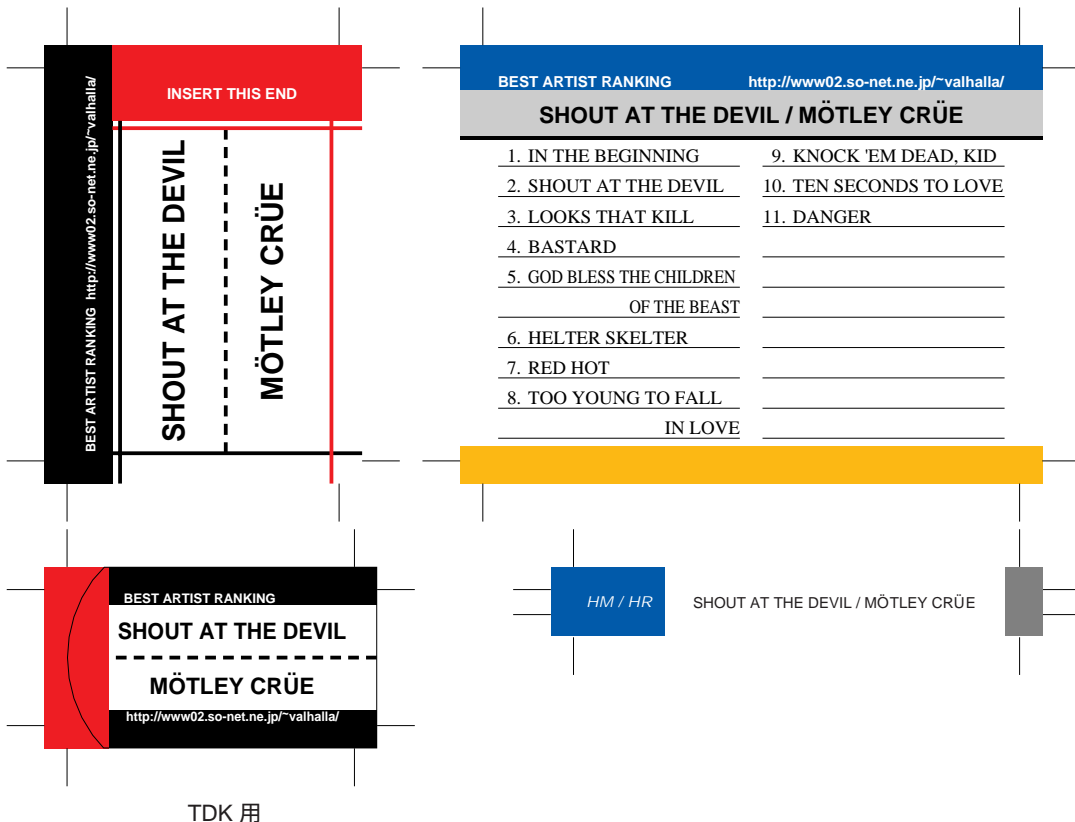 BEST ARTIST RANKING  http://www02.so-net.ne.jp/~valhalla/
INSERT THIS END
SHOUT AT THE DEVIL
MÖTLEY CRÜE
BEST ARTIST RANKING http://www02.so-net.ne.jp/~valhalla/
SHOUT AT THE DEVIL / MÖTLEY CRÜE
1. IN THE BEGINNING
2. SHOUT AT THE DEVIL
3. LOOKS THAT KILL
4. BASTARD
5. GOD BLESS THE CHILDREN
OF THE BEAST
6. HELTER SKELTER
7. RED HOT
8. TOO YOUNG TO FALL
IN LOVE
9. KNOCK 'EM DEAD, KID
10. TEN SECONDS TO LOVE
11. DANGER
BEST ARTIST RANKING
SHOUT AT THE DEVIL
MÖTLEY CRÜE
http://www02.so-net.ne.jp/~valhalla/
HM / HR
SHOUT AT THE DEVIL / MÖTLEY CRÜE
TDK 用